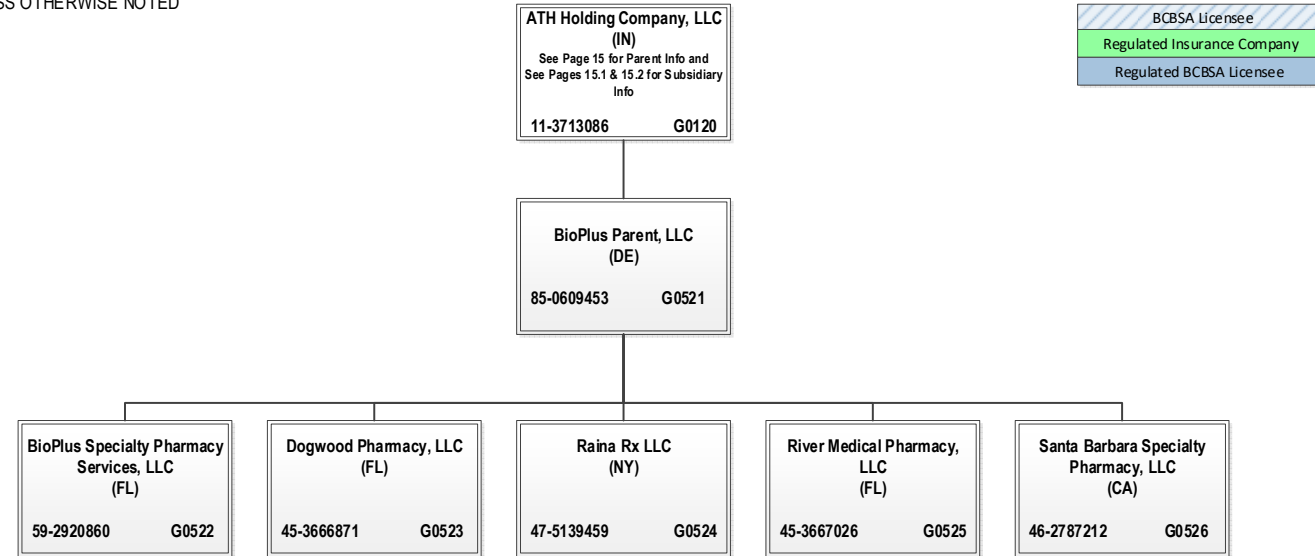 SS OTHERWISE NOTED
ATH Holding Company, LLC
(IN)
See Page 15 for Parent Info and
See Pages 15.1 & 15.2 for Subsidiary
Info
11-3713086 G0120
BCBSA Licensee
Regulated Insurance Company
Regulated BCBSA Licensee
BioPlus Parent, LLC
(DE)
85-0609453 G0521
BioPlus Specialty Pharmacy
Services, LLC
(FL)
59-2920860 G0522
Dogwood Pharmacy, LLC
(FL)
45-3666871 G0523
Raina Rx LLC
(NY)
47-5139459 G0524
River Medical Pharmacy,
LLC
(FL)
45-3667026 G0525
Santa Barbara Specialty
Pharmacy, LLC
(CA)
46-2787212 G0526